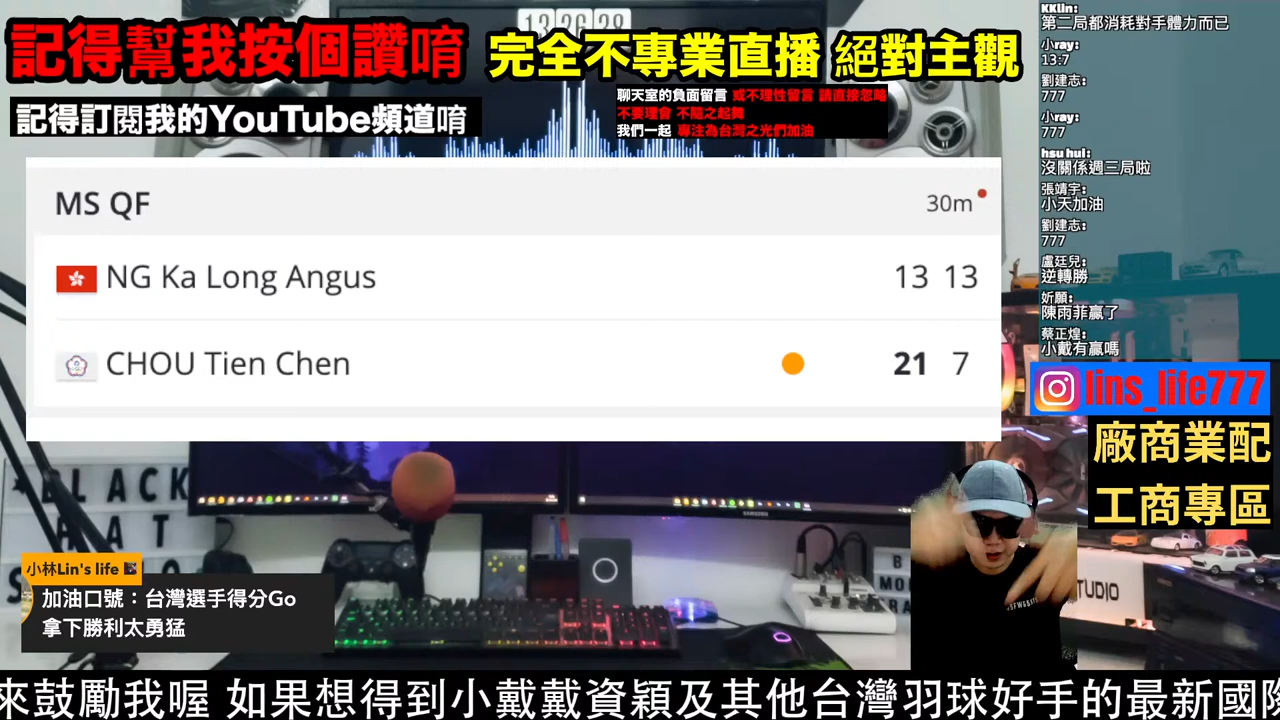 13 26 28
記得幫我按個讚唷
完全不專業直播 絕對主觀
記得訂閱我的YouTube頻道唷
聊天室的負面留言 或不理性留言 請直接忽略
不要理會 不隨之起舞
我們一起 專注為台灣之光們加油
MS QF
30m
NG Ka Long Angus
13 13
CHOU Tien Chen
21 7
KKlin:
第二局都消耗對手體力而已
小ray:
13:7
劉建志:
777
小ray:
777
hsu hui:
沒關係週三局啦
張靖宇:
小天加油
劉建志:
777
盧廷兒:
逆轉勝
妡願:
陳雨菲贏了
蔡正煌:
小戴有贏嗎
lins_life777
廠商業配
工商專區
BLACK
HAT
SAMSUNG
STUDIO
小林Lin's life
加油口號：台灣選手得分Go
拿下勝利太勇猛
來鼓勵我喔 如果想得到小戴戴資穎及其他台灣羽球好手的最新國際